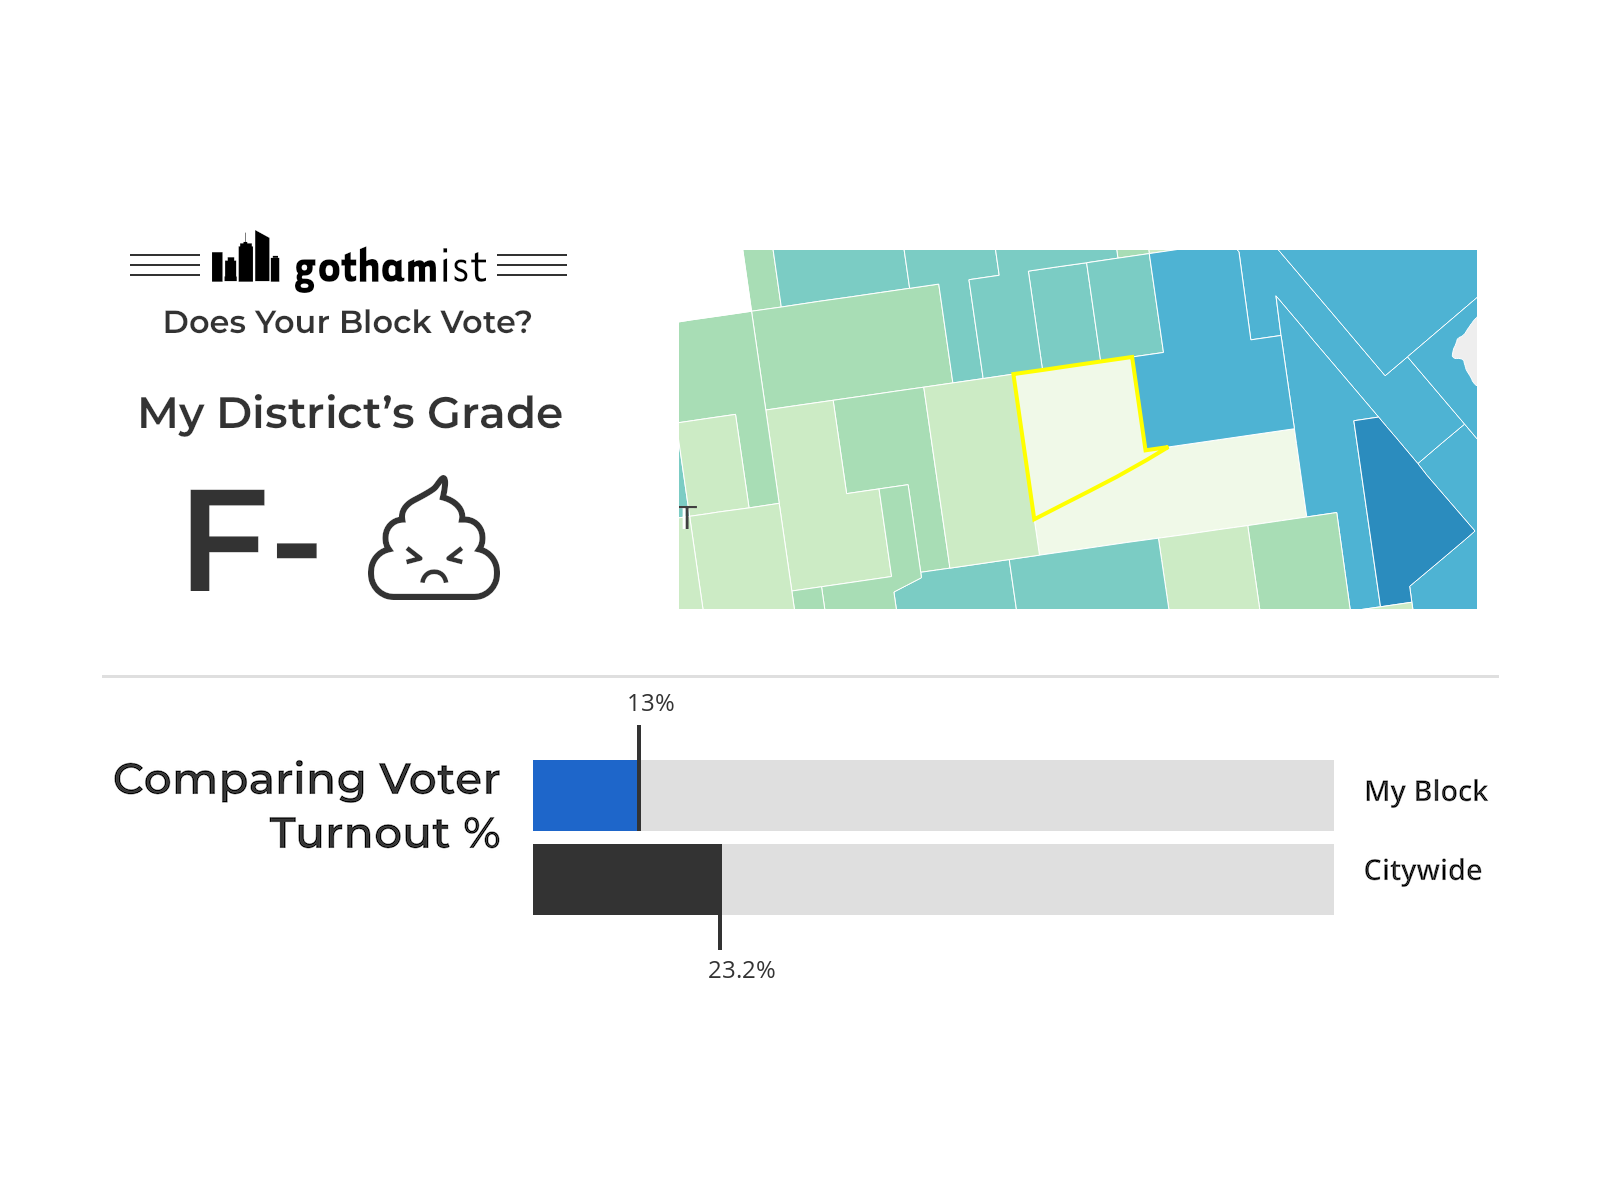 gothamist
Does Your Block Vote?
My District's Grade
F-
T
13%
Comparing Voter
Turnout %
My Block
Citywide
23.2%